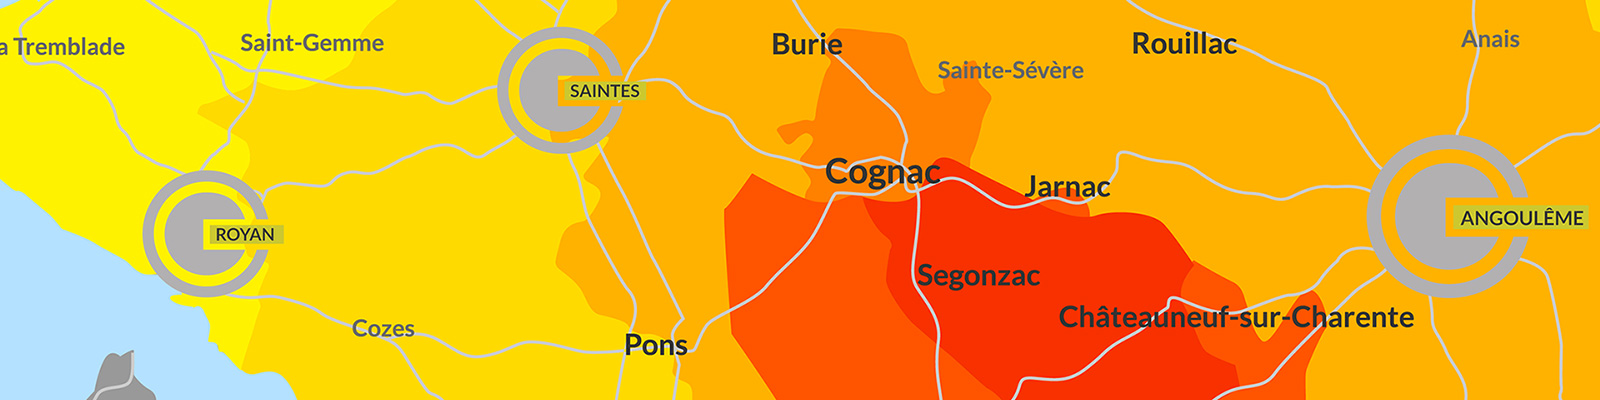 a Tremblade
Saint-Gemme
Burie
Rouillac
Anais
Sainte-Sévère
SAINTES
Cognac
Jarnac
ANGOULÊME
ROYAN
Segonzac
Châteauneuf-sur-Charente
Cozes
Pons